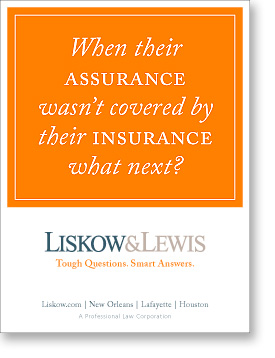 When their
ASSURANCE
wasn't covered by
their INSURANCE
what next?
LISKOW&LEWIS
Tough Questions. Smart Answers.
Liskow.com | New Orleans | Lafayette | Houston
A Professional Law Corporation